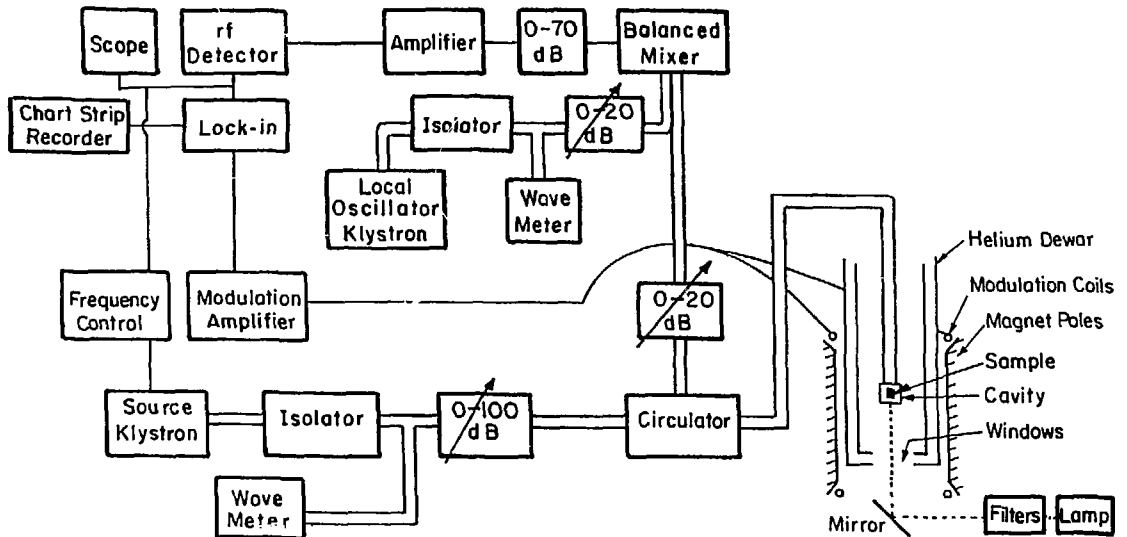 Scope
rf
Detector
Amplifier
0-70
dB
Balanced
Mixer
Chart Strip
Recorder
Lock-in
Isolator
0-20
dB
Local
Oscillator
Klystron
Wave
Meter
Helium Dewar
Modulation Coils
Magnet Poles
Sample
Cavity
Windows
Frequency
Control
Modulation
Amplifier
0-20
dB
Source
Klystron
Isolator
0-100
dB
Circulator
Wave
Meter
Mirror
Filters
Lamp